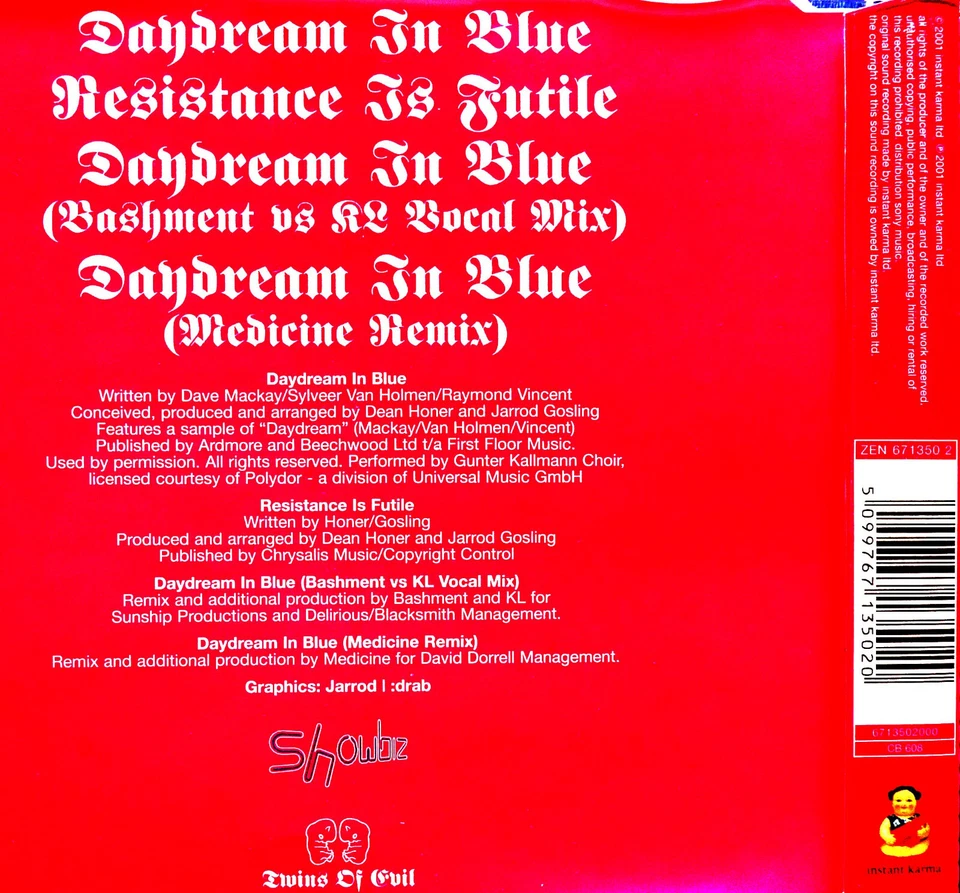 Daydream In Blue
Resistance Is Futile
Daydream In Blue
(Bashment vs KL Vocal Mix)
Daydream In Blue
(Medicine Remix)
Daydream In Blue
Written by Dave Mackay/Sylveer Van Holmen/Raymond Vincent
Conceived, produced and arranged by Dean Honer and Jarrod Gosling
Features a sample of “Daydream” (Mackay/Van Holmen/Vincent)
Published by Ardmore and Beechwood Ltd t/a First Floor Music.
Used by permission. All rights reserved. Performed by Gunter Kallmann Choir,
licensed courtesy of Polydor - a division of Universal Music GmbH
Resistance Is Futile
Written by Honer/Gosling
Produced and arranged by Dean Honer and Jarrod Gosling
Published by Chrysalis Music/Copyright Control
Daydream In Blue (Bashment vs KL Vocal Mix)
Remix and additional production by Bashment and KL for
Sunship Productions and Delirious/Blacksmith Management.
Daydream In Blue (Medicine Remix)
Remix and additional production by Medicine for David Dorrell Management.
Graphics: Jarrod | :drab
Showbiz
Twins Of Evil
© 2001 instant karma ltd ℗ 2001 instant karma ltd
all rights of the producer and of the owner and of the recorded work reserved.
unauthorised copying, public performance, broadcasting, hiring or rental of
this recording prohibited. distribution sony music.
original sound recording made by instant karma ltd.
the copyright on this sound recording is owned by instant karma ltd.
ZEN 671350 2
5 099767 135020
6713502000
CB 608
instant karma